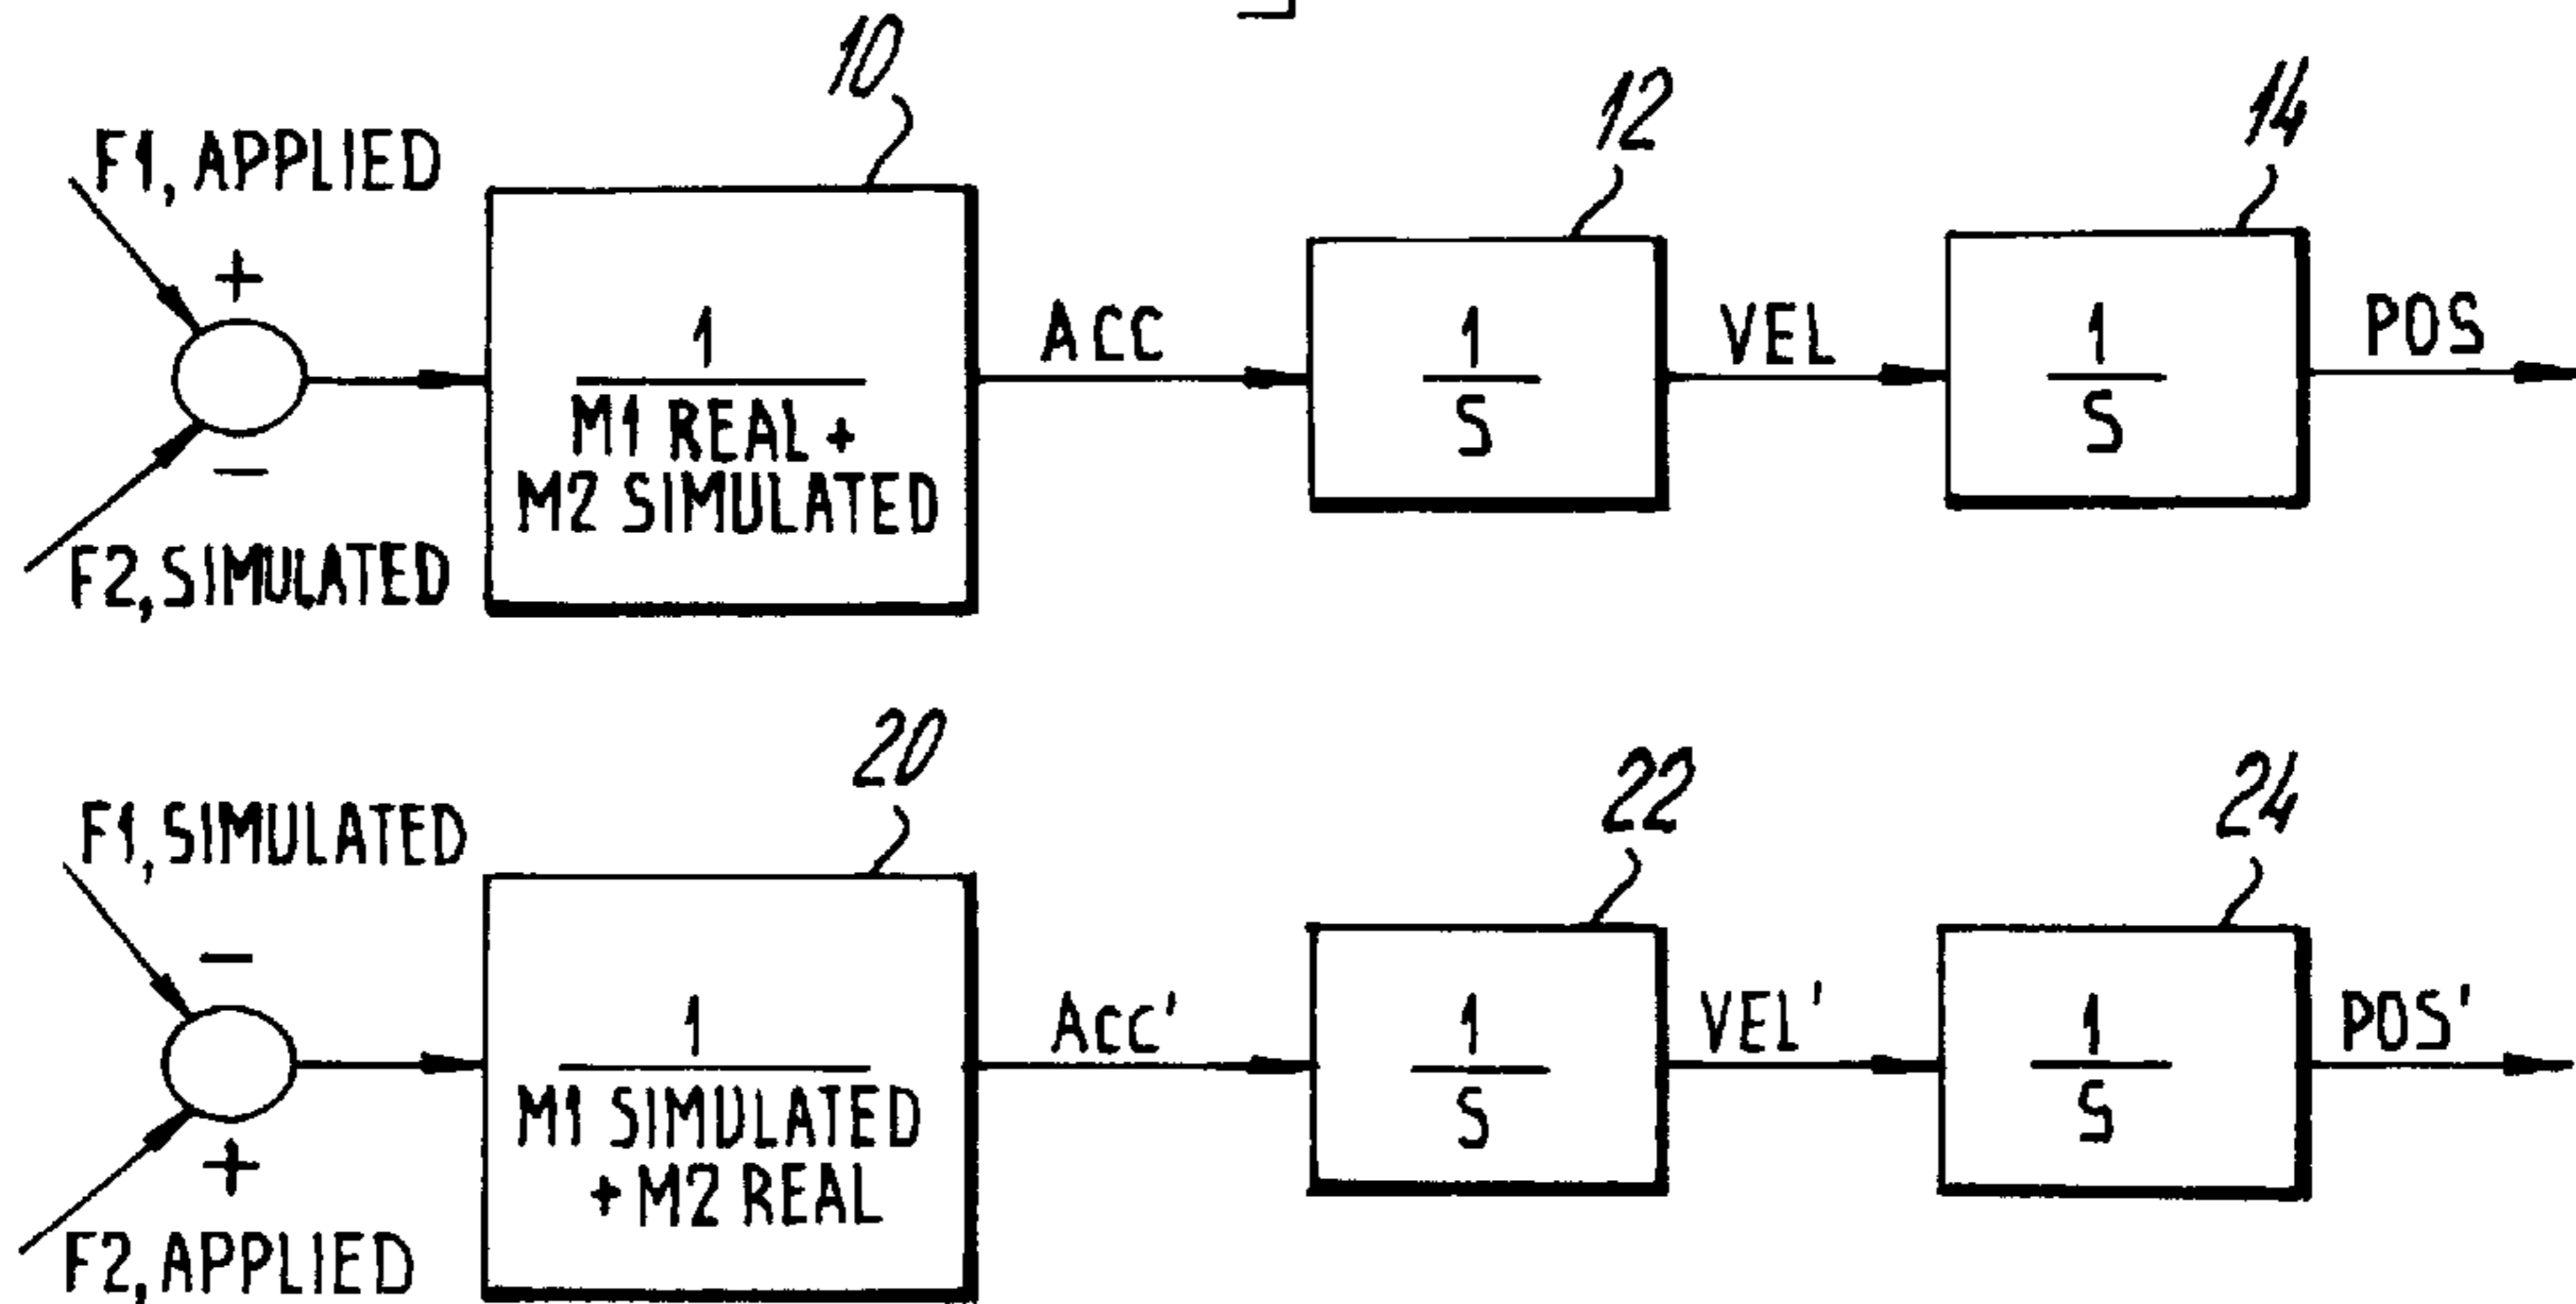 10
12
14
F1, APPLIED
+
1
M1 REAL +
M2 SIMULATED
ACC
1
S
VEL
1
S
POS
−
F2, SIMULATED
20
22
24
F1, SIMULATED
−
1
M1 SIMULATED
+ M2 REAL
ACC'
1
S
VEL'
1
S
POS'
+
F2, APPLIED